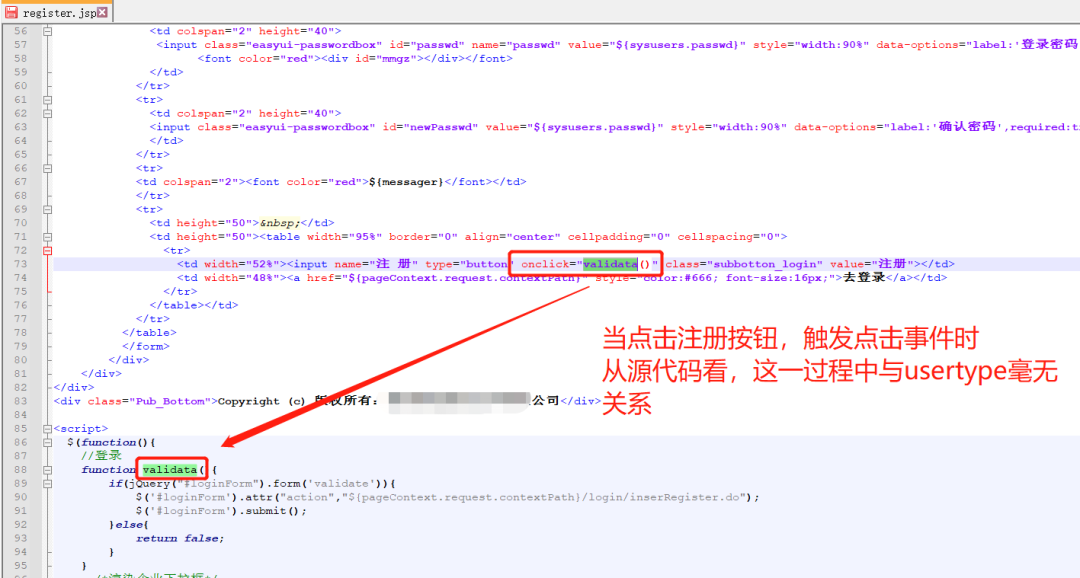 register.jsp
56 <td colspan="2" height="40">
57 <input class="easyui-passwordbox" id="passwd" name="passwd" value="${sysusers.passwd}" style="width:90%" data-options="label:'登录密码
58 <font color="red"><div id="mmgz"></div></font>
59 </td>
60 </tr>
61 <tr>
62 <td colspan="2" height="40">
63 <input class="easyui-passwordbox" id="newPasswd" value="${sysusers.passwd}" style="width:90%" data-options="label:'确认密码',required:t
64 </td>
65 </tr>
66 <tr>
67 <td colspan="2"><font color="red">${messager}</font></td>
68 </tr>
69 <tr>
70 <td height="50">&nbsp;</td>
71 <td height="50"><table width="95%" border="0" align="center" cellpadding="0" cellspacing="0">
72 <tr>
73 <td width="52%"><input name="注 册" type="button" onclick="validata()" class="subbotton_login" value="注册"></td>
74 <td width="48%"><a href="${pageContext.request.contextPath}" style="color:#666; font-size:16px;">去登录</a></td>
75 </tr>
76 </table></td>
77 </tr>
78 </table>
79 </form>
80 </div>
81 </div>
82 </div>
83 <div class="Pub_Bottom">Copyright (c) 版权所有: 公司</div>
84
85 <script>
86 $(function(){
87 //登录
88 function validata() {
89 if(jQuery("#loginForm").form('validate')){
90 $('#loginForm').attr("action","${pageContext.request.contextPath}/login/inserRegister.do");
91 $('#loginForm').submit();
92 }else{
93 return false;
94 }
95 }
当点击注册按钮，触发点击事件时
从源代码看，这一过程中与usertype毫无
关系